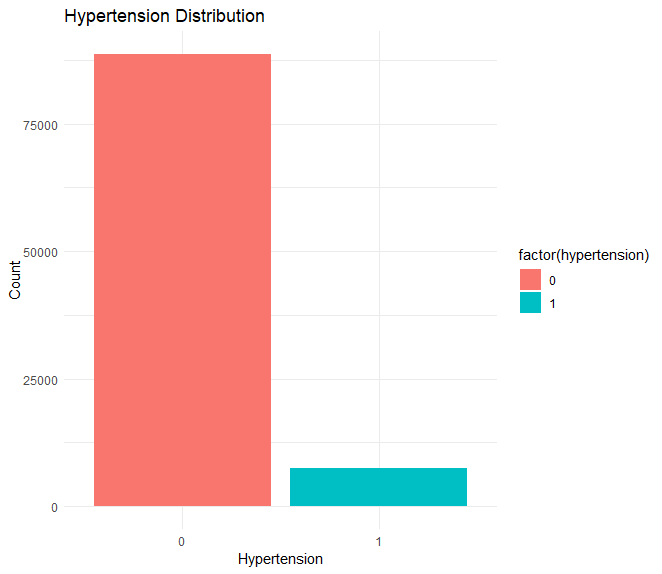 Hypertension Distribution
75000
50000
25000
0
Count
0 1
Hypertension
factor(hypertension)
0
1